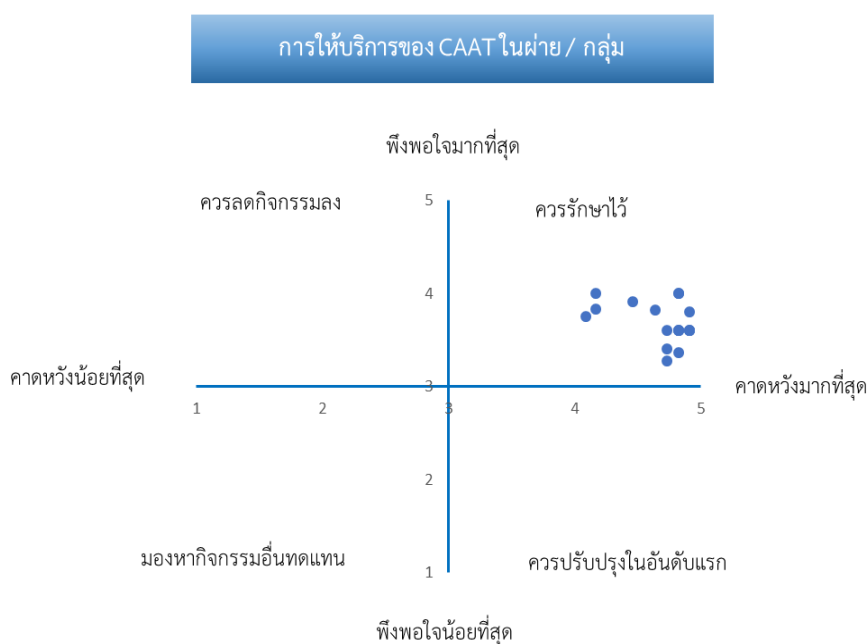 การให้บริการของ CAAT ในฝ่าย / กลุ่ม
พึงพอใจมากที่สุด
ควรลดกิจกรรมลง
5
ควรรักษาไว้
4
คาดหวังน้อยที่สุด
3
คาดหวังมากที่สุด
1 2 3 4 5
2
มองหากิจกรรมอื่นทดแทน
1
ควรปรับปรุงในอันดับแรก
พึงพอใจน้อยที่สุด